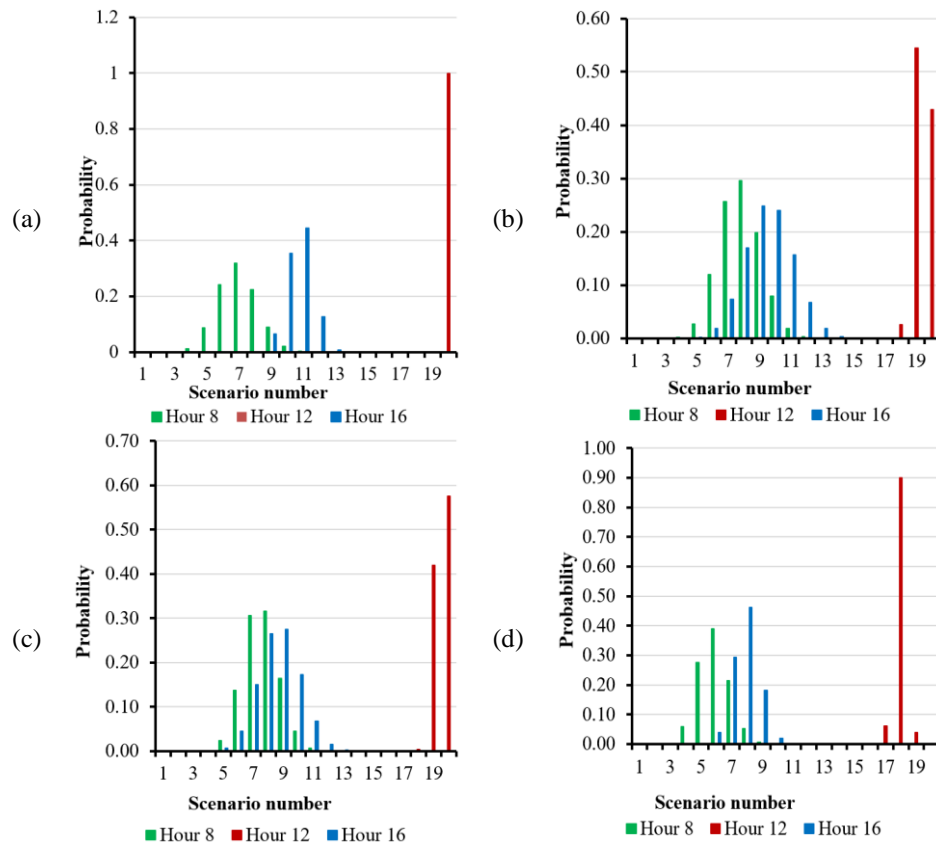 (a)
Probability
1.2
1
0.8
0.6
0.4
0.2
0
1 3 5 7 9 11 13 15 17 19
Scenario number
Hour 8 Hour 12 Hour 16
(b)
Probability
0.60
0.50
0.40
0.30
0.20
0.10
0.00
1 3 5 7 9 11 13 15 17 19
Scenario number
Hour 8 Hour 12 Hour 16
(c)
Probability
0.70
0.60
0.50
0.40
0.30
0.20
0.10
0.00
1 3 5 7 9 11 13 15 17 19
Scenario number
Hour 8 Hour 12 Hour 16
(d)
Probability
1.00
0.90
0.80
0.70
0.60
0.50
0.40
0.30
0.20
0.10
0.00
1 3 5 7 9 11 13 15 17 19
Scenario number
Hour 8 Hour 12 Hour 16